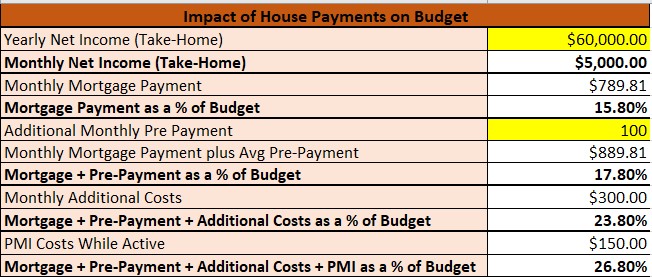 Impact of House Payments on Budget
Yearly Net Income (Take-Home) $60,000.00
Monthly Net Income (Take-Home) $5,000.00
Monthly Mortgage Payment $789.81
Mortgage Payment as a % of Budget 15.80%
Additional Monthly Pre Payment 100
Monthly Mortgage Payment plus Avg Pre-Payment $889.81
Mortgage + Pre-Payment as a % of Budget 17.80%
Monthly Additional Costs $300.00
Mortgage + Pre-Payment + Additional Costs as a % of Budget 23.80%
PMI Costs While Active $150.00
Mortgage + Pre-Payment + Additional Costs + PMI as a % of Budget 26.80%